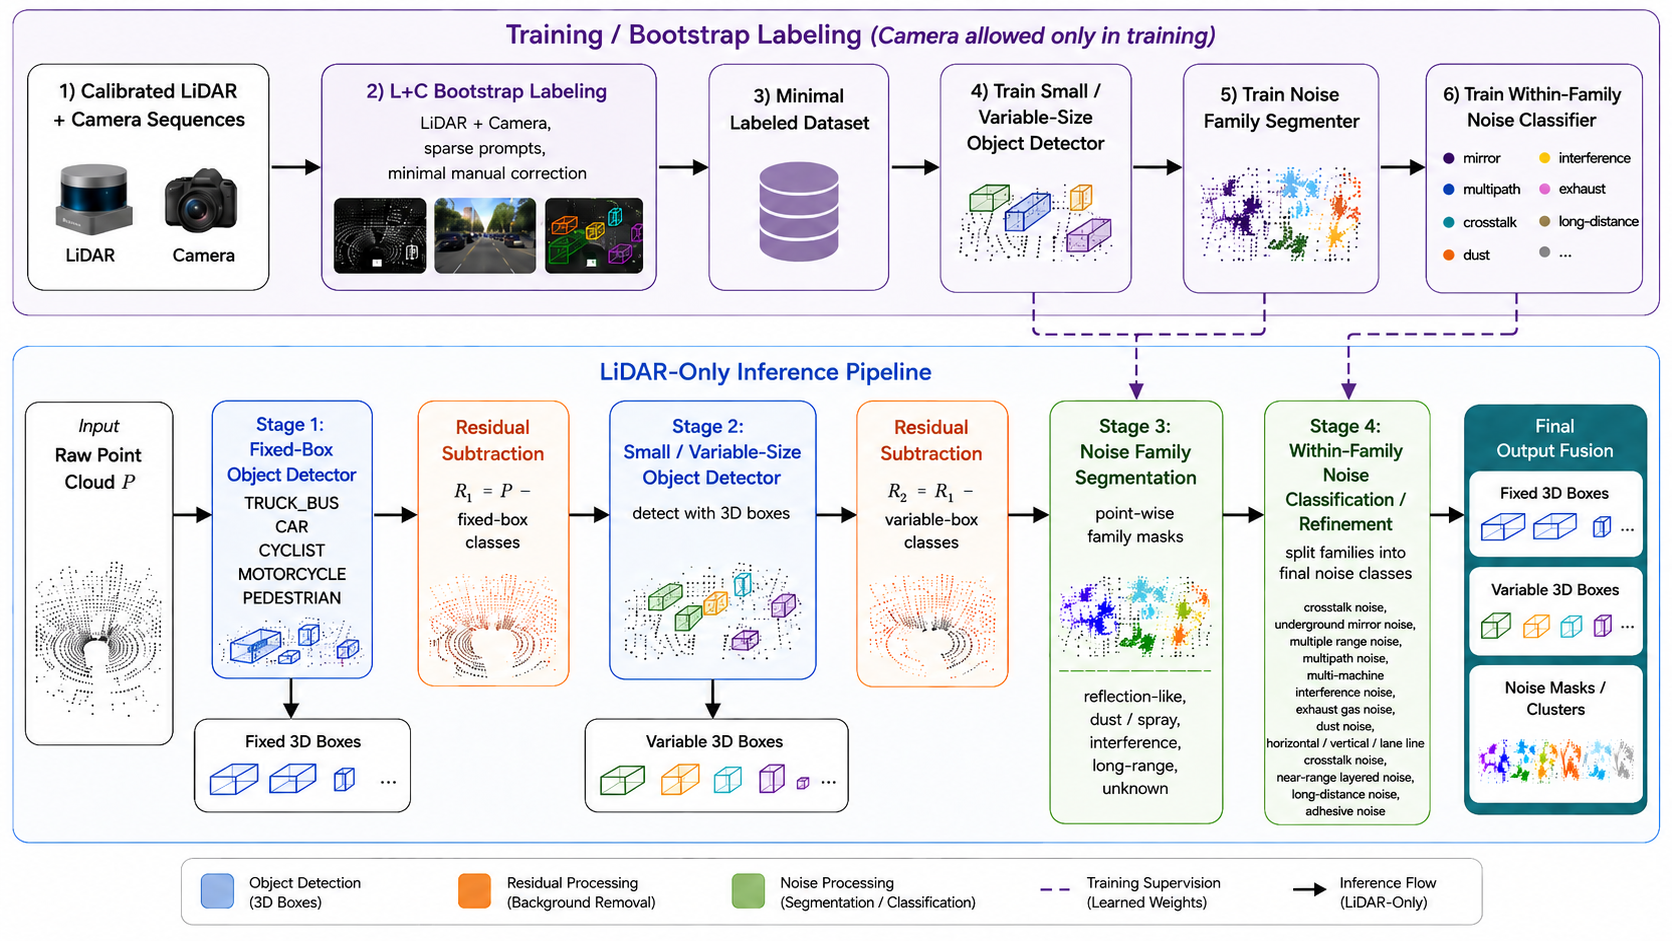 Training / Bootstrap Labeling (Camera allowed only in training)
1) Calibrated LiDAR
+ Camera Sequences
LiDAR
Camera
2) L+C Bootstrap Labeling
LiDAR + Camera,
sparse prompts,
minimal manual correction
3) Minimal
Labeled Dataset
4) Train Small /
Variable-Size
Object Detector
5) Train Noise
Family Segmenter
6) Train Within-Family
Noise Classifier
mirror
interference
multipath
exhaust
crosstalk
long-distance
dust
...
LiDAR-Only Inference Pipeline
Input
Raw Point
Cloud P
Stage 1:
Fixed-Box
Object Detector
TRUCK_BUS
CAR
CYCLIST
MOTORCYCLE
PEDESTRIAN
Fixed 3D Boxes
...
Residual
Subtraction
R1 = P −
fixed-box
classes
Stage 2:
Small / Variable-Size
Object Detector
detect with 3D boxes
Variable 3D Boxes
...
Residual
Subtraction
R2 = R1 −
variable-box
classes
Stage 3:
Noise Family
Segmentation
point-wise
family masks
reflection-like,
dust / spray,
interference,
long-range,
unknown
Stage 4:
Within-Family
Noise
Classification /
Refinement
split families into
final noise classes
crosstalk noise,
underground mirror noise,
multiple range noise,
multipath noise,
multi-machine
interference noise,
exhaust gas noise,
dust noise,
horizontal / vertical / lane line
crosstalk noise,
near-range layered noise,
long-distance noise,
adhesive noise
Final
Output Fusion
Fixed 3D Boxes
...
Variable 3D Boxes
...
Noise Masks /
Clusters
Object Detection
(3D Boxes)
Residual Processing
(Background Removal)
Noise Processing
(Segmentation / Classification)
Training Supervision
(Learned Weights)
Inference Flow
(LiDAR-Only)